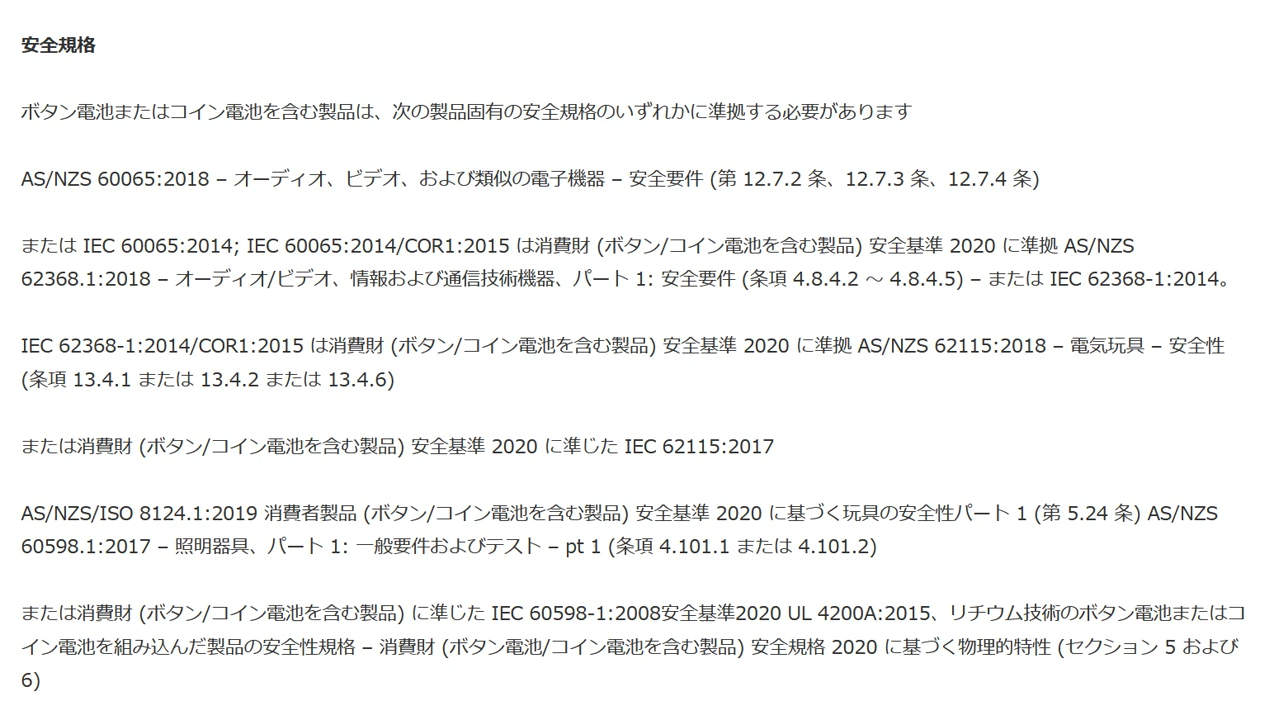 安全規格
ボタン電池またはコイン電池を含む製品は、次の製品固有の安全規格のいずれかに準拠する必要があります
AS/NZS 60065:2018 – オーディオ、ビデオ、および類似の電子機器 – 安全要件 (第 12.7.2 条、12.7.3 条、12.7.4 条)
または IEC 60065:2014; IEC 60065:2014/COR1:2015 は消費財 (ボタン/コイン電池を含む製品) 安全基準 2020 に準拠 AS/NZS
62368.1:2018 – オーディオ/ビデオ、情報および通信技術機器、パート 1: 安全要件 (条項 4.8.4.2 ～ 4.8.4.5) – または IEC 62368-1:2014。
IEC 62368-1:2014/COR1:2015 は消費財 (ボタン/コイン電池を含む製品) 安全基準 2020 に準拠 AS/NZS 62115:2018 – 電気玩具 – 安全性
(条項 13.4.1 または 13.4.2 または 13.4.6)
または消費財 (ボタン/コイン電池を含む製品) 安全基準 2020 に準じた IEC 62115:2017
AS/NZS/ISO 8124.1:2019 消費者製品 (ボタン/コイン電池を含む製品) 安全基準 2020 に基づく玩具の安全性パート 1 (第 5.24 条) AS/NZS
60598.1:2017 – 照明器具、パート 1: 一般要件およびテスト – pt 1 (条項 4.101.1 または 4.101.2)
または消費財 (ボタン/コイン電池を含む製品) に準じた IEC 60598-1:2008安全基準2020 UL 4200A:2015、リチウム技術のボタン電池またはコ
イン電池を組み込んだ製品の安全性規格 – 消費財 (ボタン電池/コイン電池を含む製品) 安全規格 2020 に基づく物理的特性 (セクション 5 および
6)